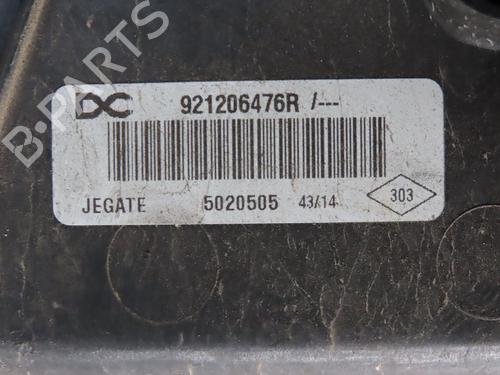 DC 921206476R /---
JEGATE 5020505 43/14 303
B-PARTS